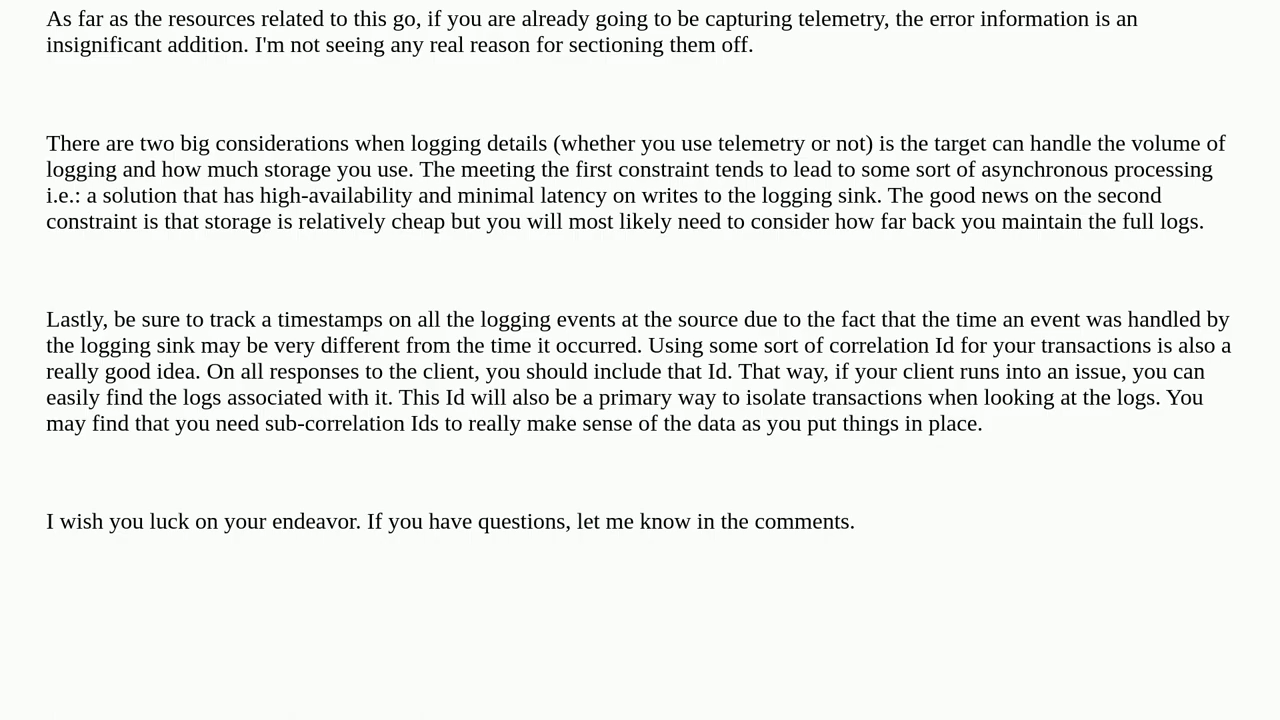 As far as the resources related to this go, if you are already going to be capturing telemetry, the error information is an
insignificant addition. I'm not seeing any real reason for sectioning them off.
There are two big considerations when logging details (whether you use telemetry or not) is the target can handle the volume of
logging and how much storage you use. The meeting the first constraint tends to lead to some sort of asynchronous processing
i.e.: a solution that has high-availability and minimal latency on writes to the logging sink. The good news on the second
constraint is that storage is relatively cheap but you will most likely need to consider how far back you maintain the full logs.
Lastly, be sure to track a timestamps on all the logging events at the source due to the fact that the time an event was handled by
the logging sink may be very different from the time it occurred. Using some sort of correlation Id for your transactions is also a
really good idea. On all responses to the client, you should include that Id. That way, if your client runs into an issue, you can
easily find the logs associated with it. This Id will also be a primary way to isolate transactions when looking at the logs. You
may find that you need sub-correlation Ids to really make sense of the data as you put things in place.
I wish you luck on your endeavor. If you have questions, let me know in the comments.